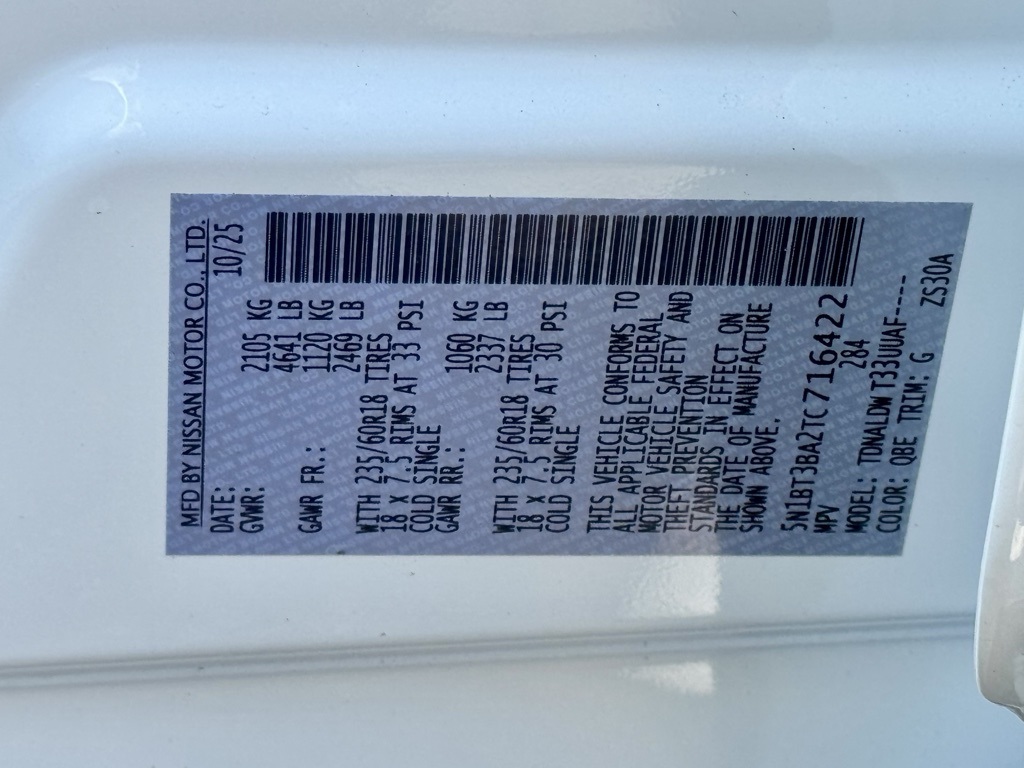 MFD BY NISSAN MOTOR CO., LTD.
DATE: 10/25
GVWR: 2105 KG
4641 LB
GAWR FR.: 1120 KG
2469 LB
WITH 235/60R18 TIRES
18 X 7.5 RIMS AT 33 PSI
COLD SINGLE
GAWR RR.: 1060 KG
2337 LB
WITH 235/60R18 TIRES
18 X 7.5 RIMS AT 30 PSI
COLD SINGLE
THIS VEHICLE CONFORMS TO
ALL APPLICABLE FEDERAL
MOTOR VEHICLE SAFETY AND
THEFT PREVENTION
STANDARDS IN EFFECT ON
THE DATE OF MANUFACTURE
SHOWN ABOVE.
5N1BT3BA2TC716422
MPV 284
MODEL: TDNALDW T33UUAF----
COLOR: QBE TRIM: G ZS30A